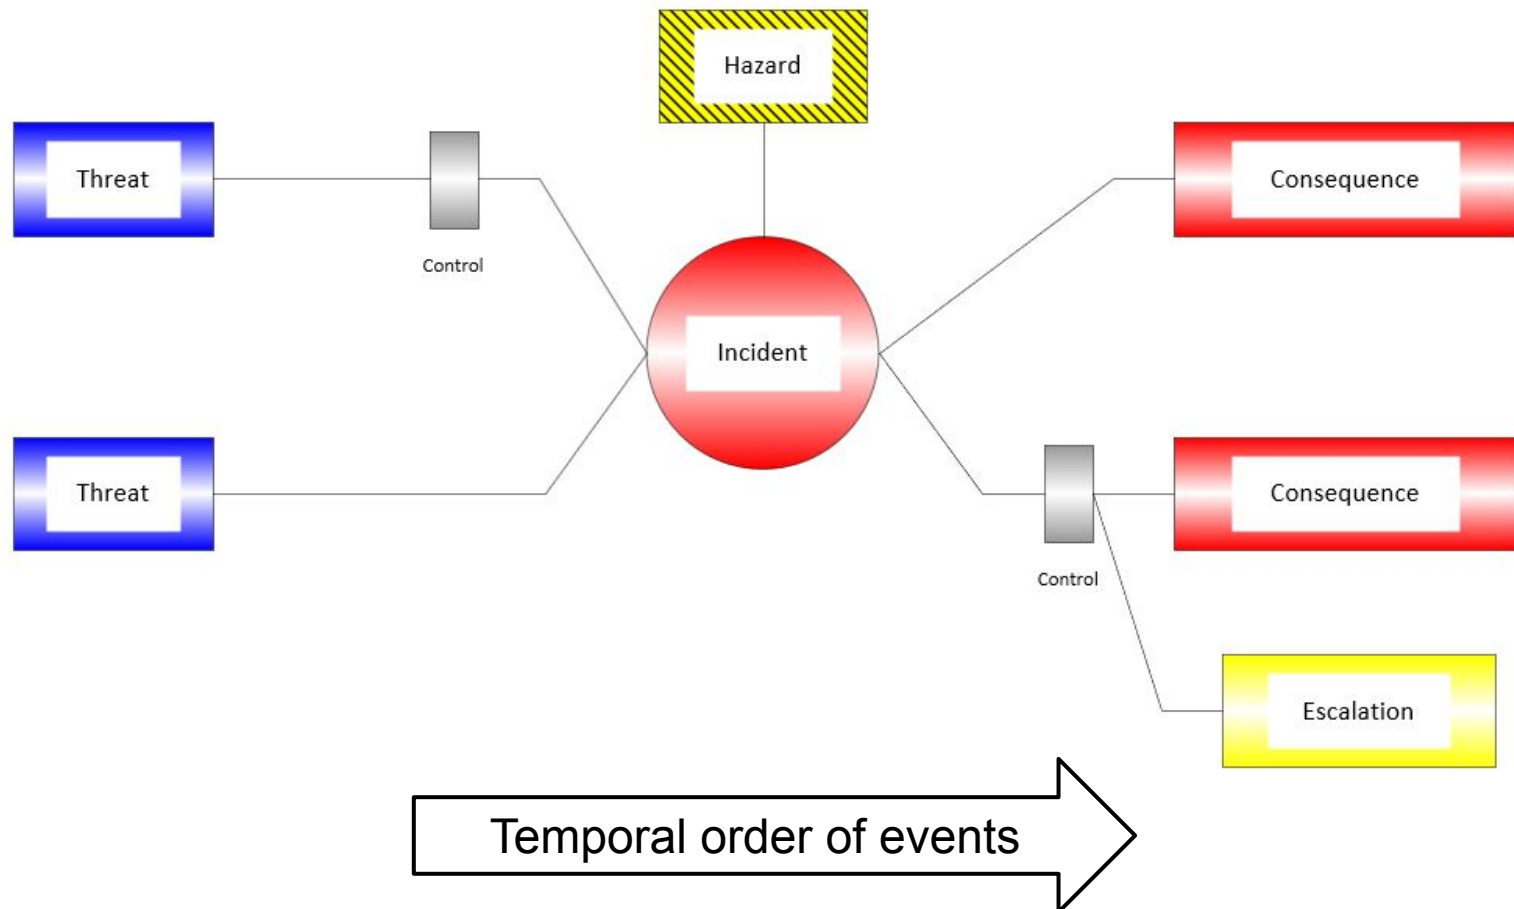 Hazard
Threat
Control
Consequence
Incident
Threat
Consequence
Control
Escalation
Temporal order of events